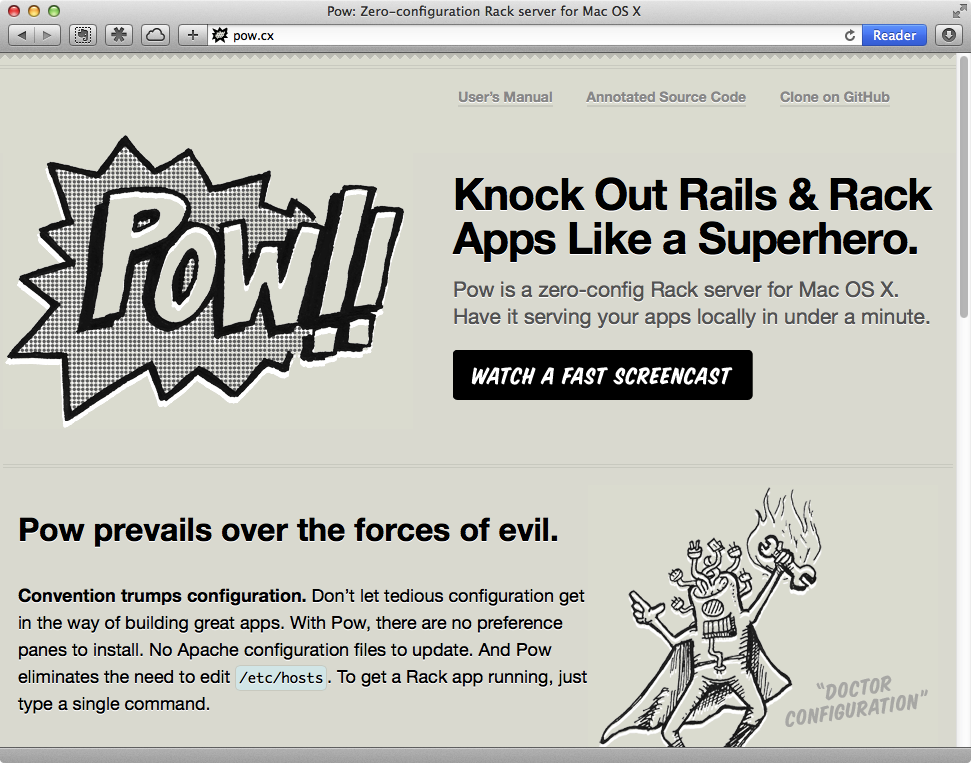 Pow: Zero-configuration Rack server for Mac OS X
pow.cx
Reader
User's Manual
Annotated Source Code
Clone on GitHub
POW!!
Knock Out Rails & Rack
Apps Like a Superhero.
Pow is a zero-config Rack server for Mac OS X.
Have it serving your apps locally in under a minute.
WATCH A FAST SCREENCAST
Pow prevails over the forces of evil.
Convention trumps configuration. Don't let tedious configuration get
in the way of building great apps. With Pow, there are no preference
panes to install. No Apache configuration files to update. And Pow
eliminates the need to edit /etc/hosts. To get a Rack app running, just
type a single command.
"DOCTOR
CONFIGURATION"